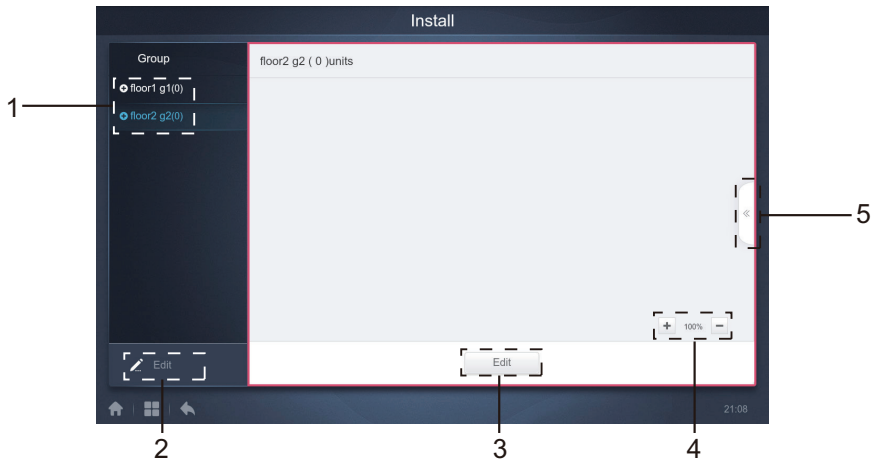 Install
Group
floor2 g2 ( 0 )units
floor1 g1(0)
floor2 g2(0)
1
5
100%
Edit
Edit
21:08
2
3
4